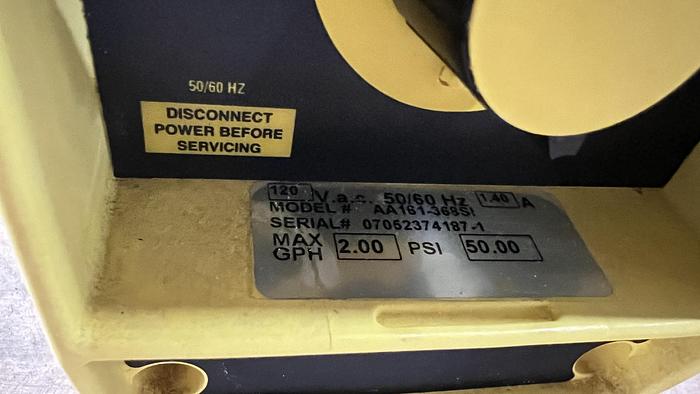 50/60 HZ
DISCONNECT
POWER BEFORE
SERVICING
120 V.a.c. 50/60 Hz 1.40 A
MODEL # AA161-368SI
SERIAL# 07052374187-1
MAX GPH 2.00 PSI 50.00